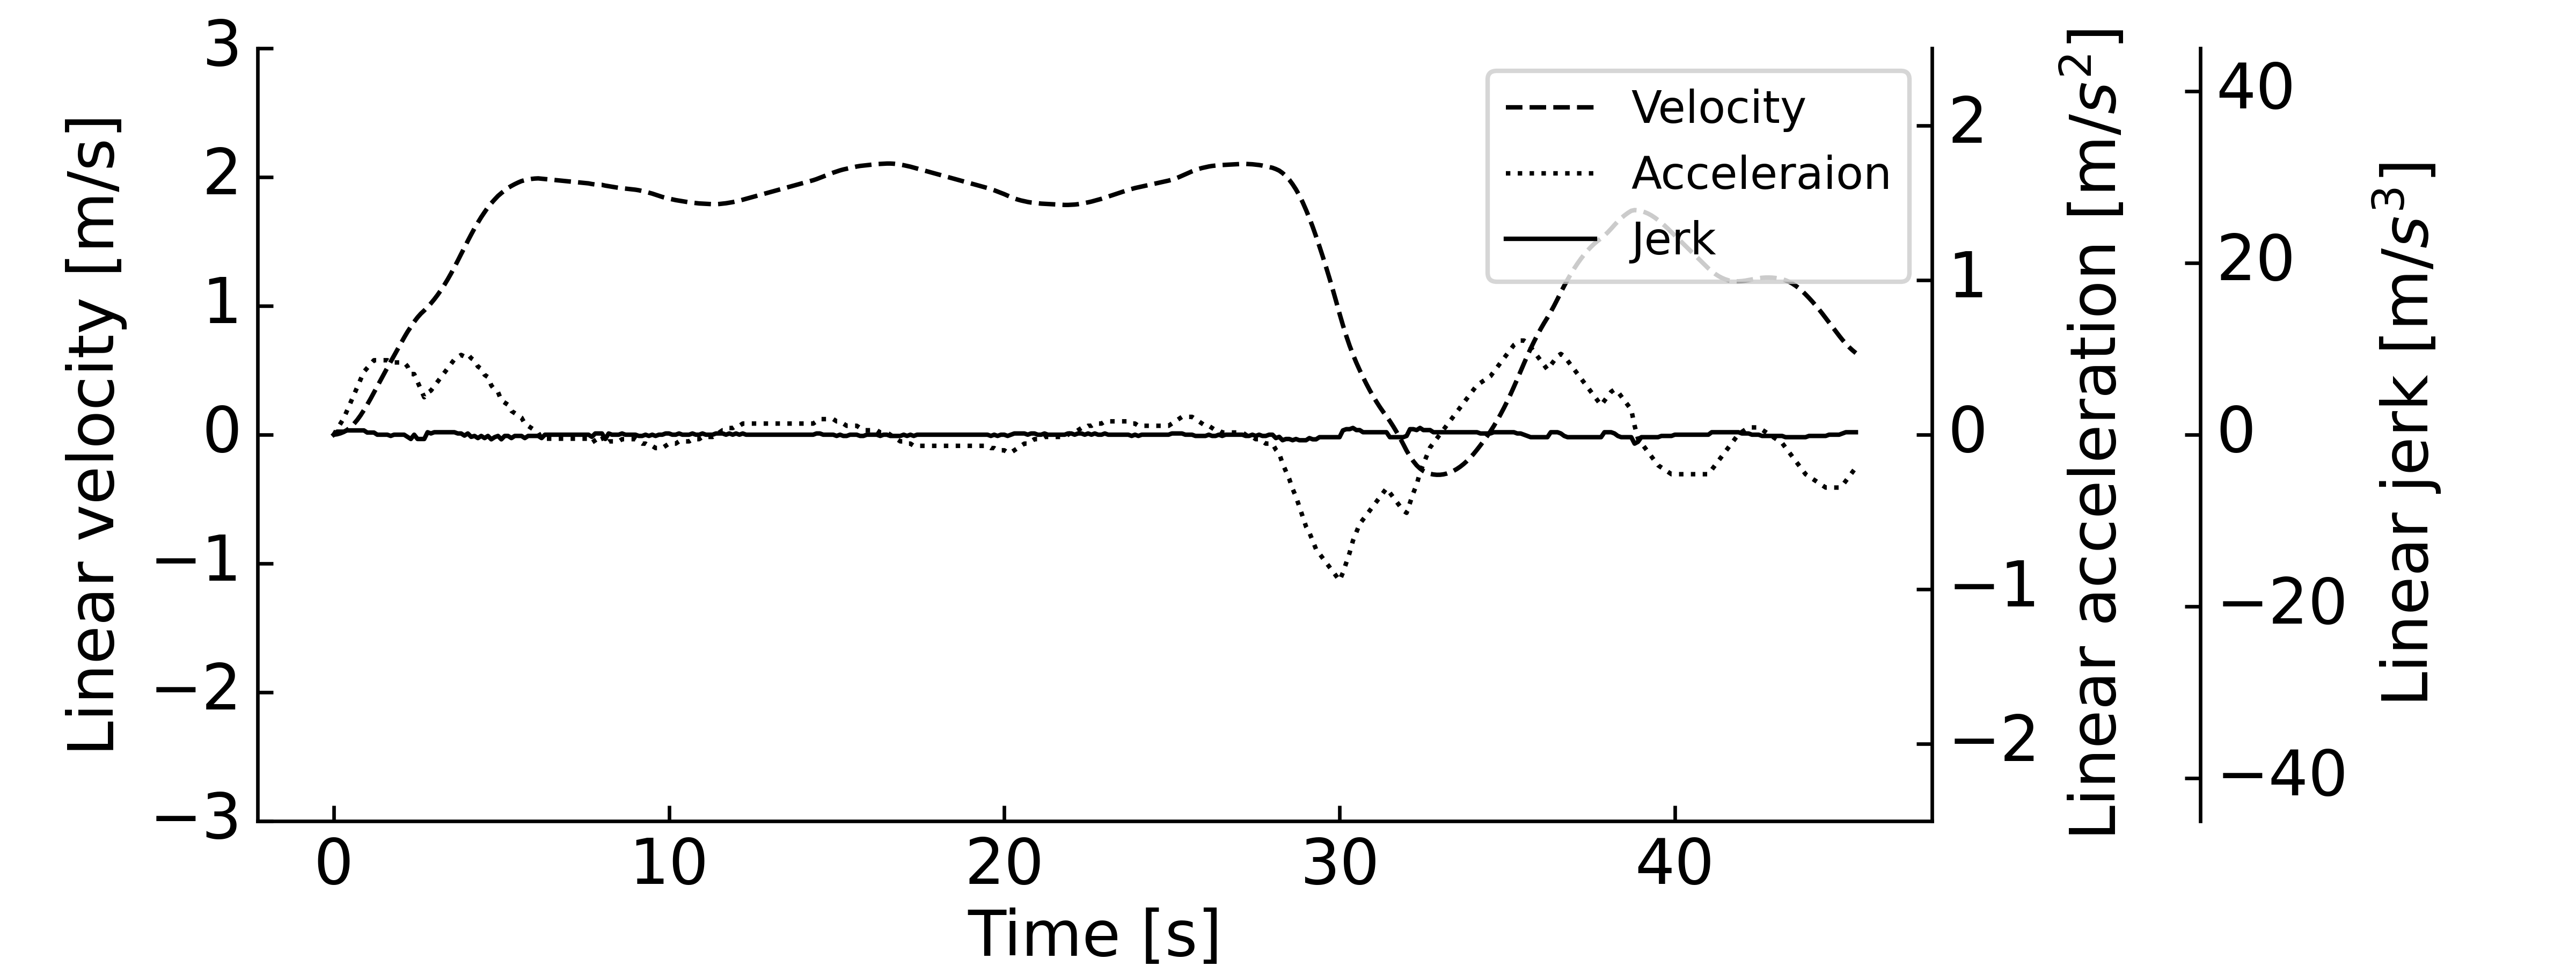 Linear velocity [m/s]
3
2
1
0
−1
−2
−3
0 10 20 30 40
Time [s]
Velocity
Acceleraion
Jerk
2
1
0
−1
−2
Linear acceleration [m/s²]
40
20
0
−20
−40
Linear jerk [m/s³]